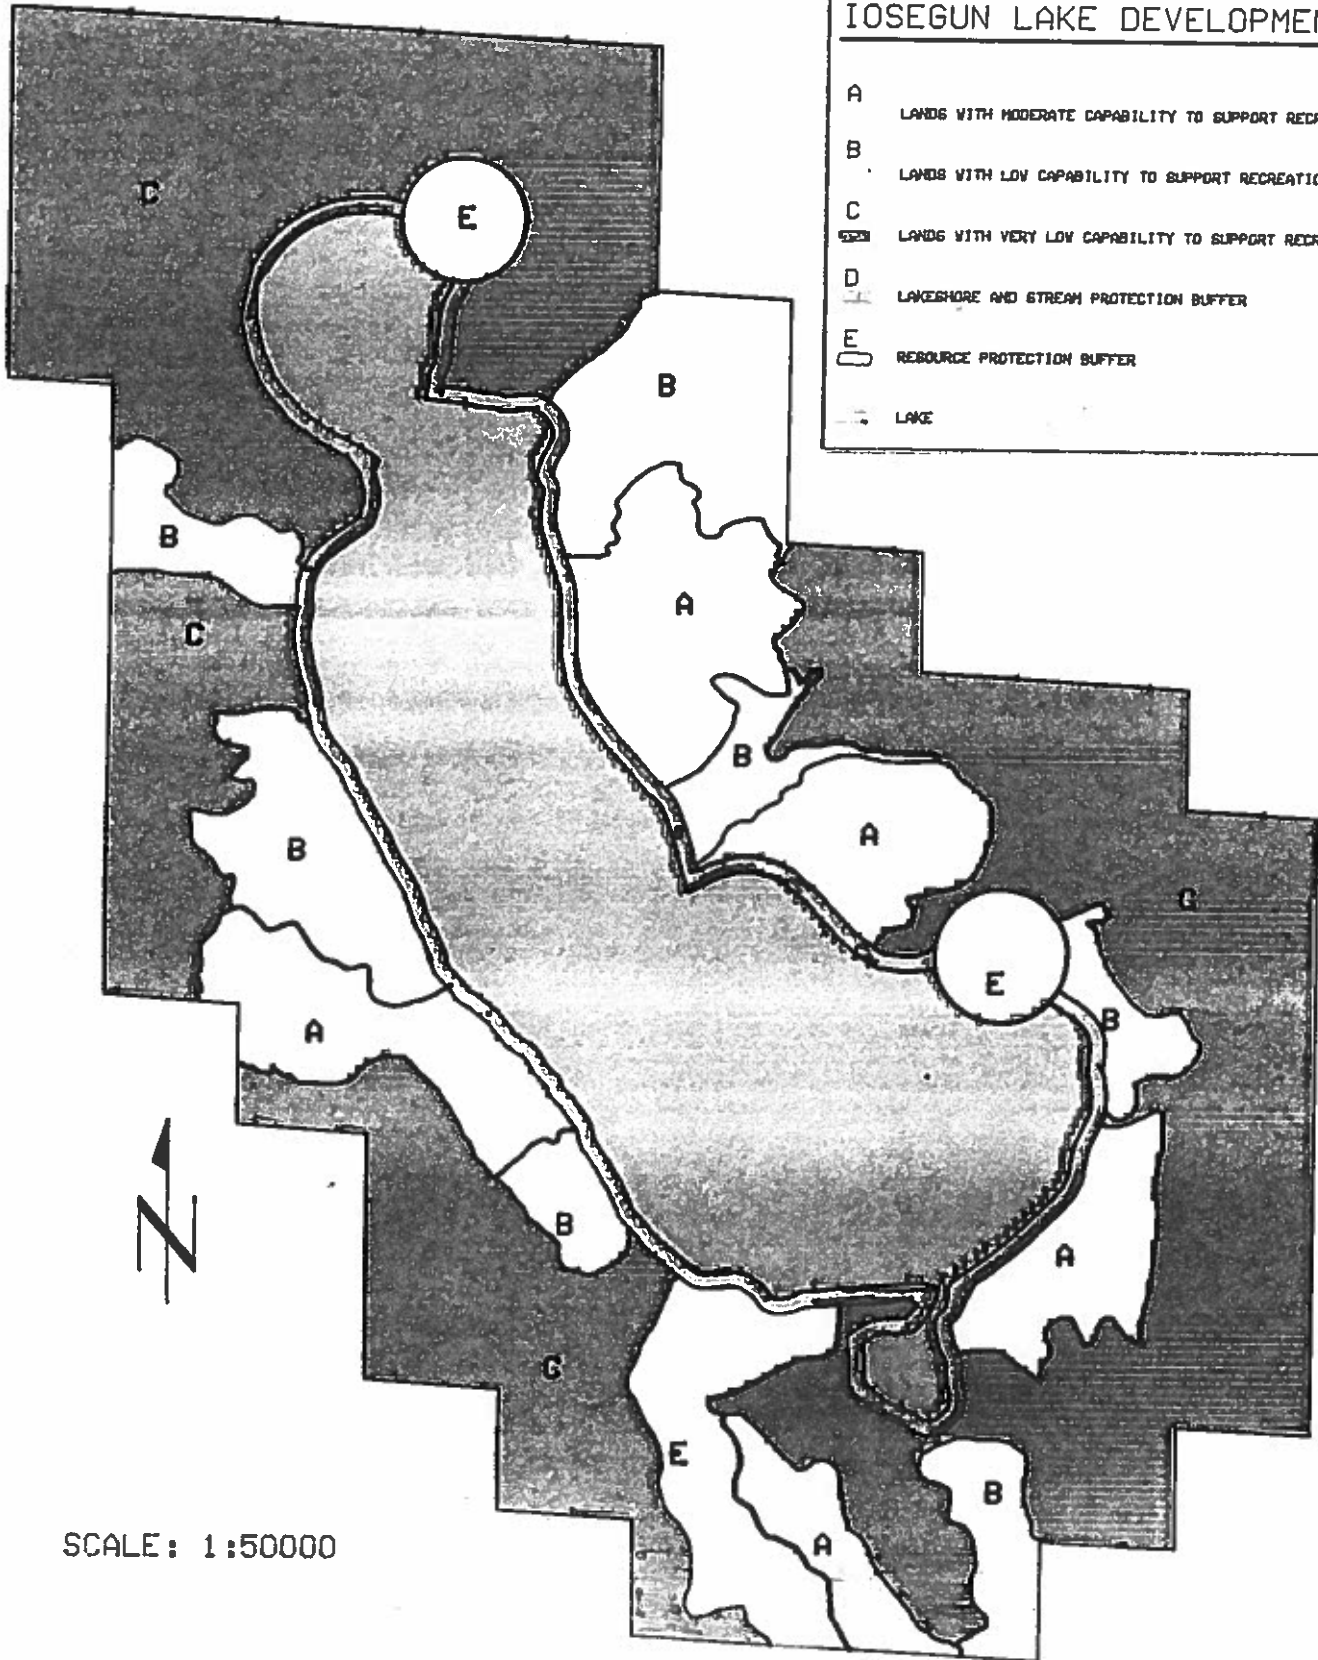 IOSEGUN LAKE DEVELOPMEN
A
LANDS WITH MODERATE CAPABILITY TO SUPPORT RECR
B
LANDS WITH LOW CAPABILITY TO SUPPORT RECREATIO
C
LANDS WITH VERY LOW CAPABILITY TO SUPPORT RECR
D
LAKESHORE AND STREAM PROTECTION BUFFER
E
RESOURCE PROTECTION BUFFER
LAKE
C
E
B
B
A
C
B
A
B
G
E
B
A
B
A
G
E
B
A
N
SCALE: 1:50000